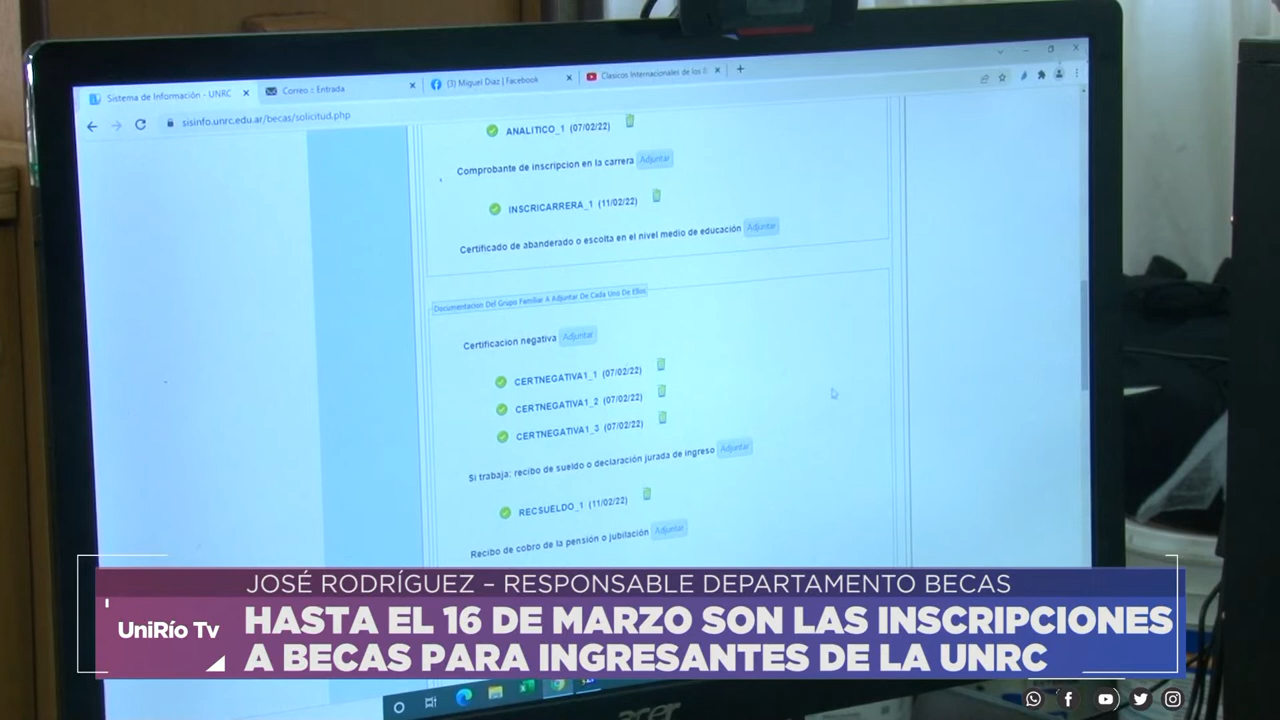 Sistema de Información - UNRC
Correo :: Entrada
(3) Miguel Diaz | Facebook
Clasicos Internacionales de los
sisinfo.unrc.edu.ar/becas/solicitud.php
ANALITICO_1 (07/02/22)
Comprobante de inscripcion en la carrera Adjuntar
INSCRICARRERA_1 (11/02/22)
Certificado de abanderado o escolta en el nivel medio de educación Adjuntar
Documentacion Del Grupo Familiar A Adjuntar De Cada Uno De Ellos
Certificacion negativa Adjuntar
CERTNEGATIVA1_1 (07/02/22)
CERTNEGATIVA1_2 (07/02/22)
CERTNEGATIVA1_3 (07/02/22)
Si trabaja: recibo de sueldo o declaración jurada de ingreso Adjuntar
RECSUELDO_1 (11/02/22)
Recibo de cobro de la pensión o jubilación Adjuntar
JOSÉ RODRÍGUEZ – RESPONSABLE DEPARTAMENTO BECAS
UniRío Tv
HASTA EL 16 DE MARZO SON LAS INSCRIPCIONES
A BECAS PARA INGRESANTES DE LA UNRC
acer